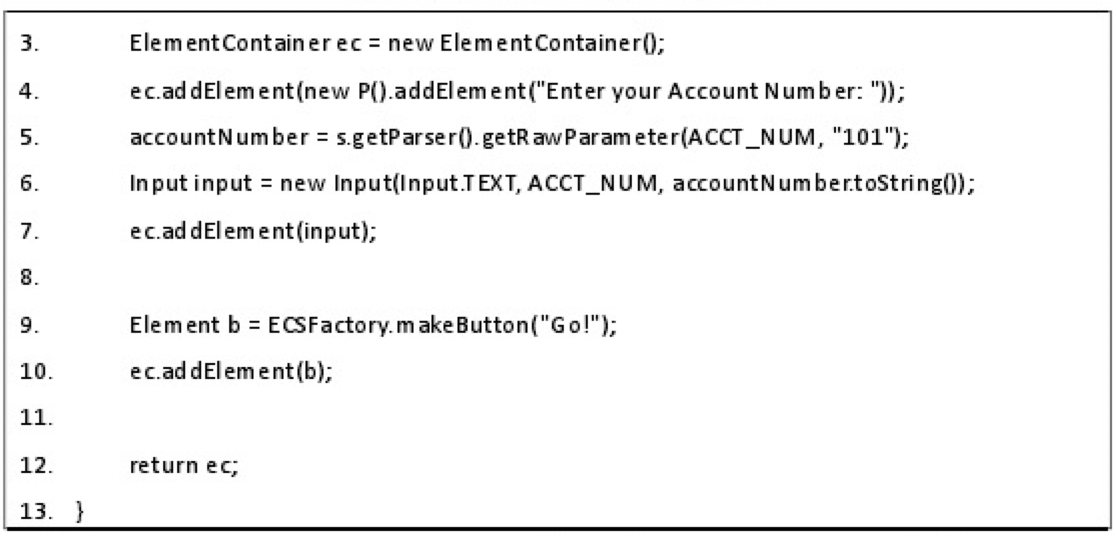 3. ElementContainer ec = new ElementContainer();
4. ec.addElement(new P().addElement("Enter your Account Number: "));
5. accountNumber = s.getParser().getRawParameter(ACCT_NUM, "101");
6. Input input = new Input(Input.TEXT, ACCT_NUM, accountNumber.toString());
7. ec.addElement(input);
8.
9. Element b = ECSFactory.makeButton("Go!");
10. ec.addElement(b);
11.
12. return ec;
13. }